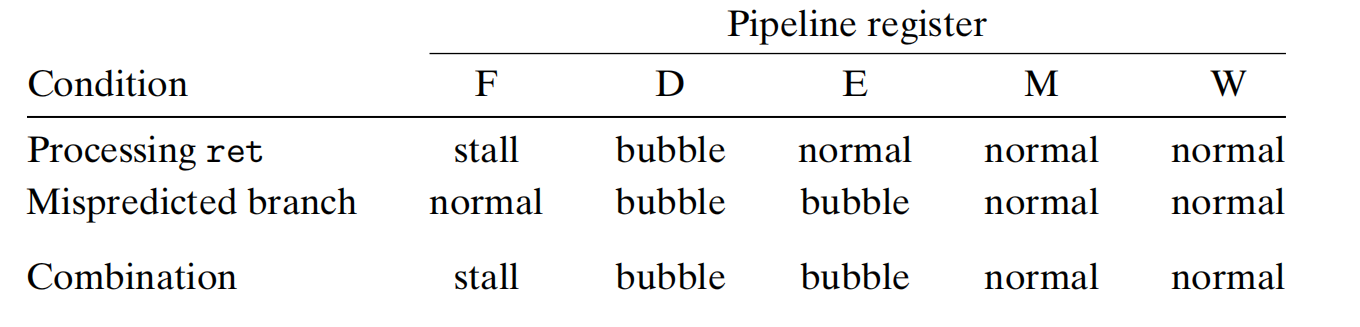 Pipeline register
Condition F D E M W
Processing ret stall bubble normal normal normal
Mispredicted branch normal bubble bubble normal normal
Combination stall bubble bubble normal normal